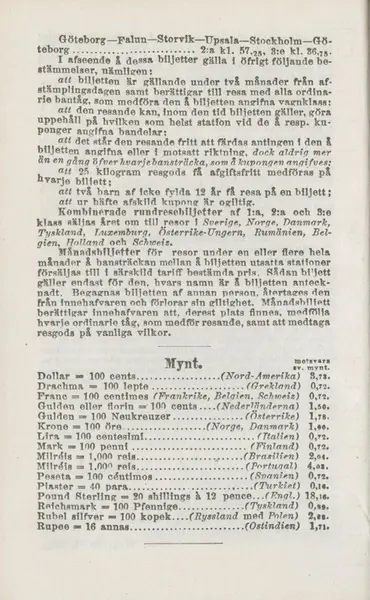 Göteborg—Falun—Storvik—Upsala—Stockholm—Gö-
teborg .................... 2:a kl. 57,25, 3:e kl. 36,75.
I afseende å dessa biljetter gälla i öfrigt följande be-
stämmelser, nämligen:
att biljetten är gällande under två månader från af-
stämplingsdagen samt berättigar till resa med alla ordina-
rie bantåg, som medföra den å biljetten angifna vagnklass:
att den resande kan, inom den tid biljetten gäller, göra
uppehåll på hvilken som helst station vid de å resp. ku-
ponger angifna bandelar:
att det står den resande fritt att färdas antingen i den å
biljetten angifna eller i motsatt riktning, dock aldrig mer
än en gång öfver hvarje bansträcka, som å kupongen angifves;
att 25 kilogram resgods få afgiftsfritt medföras på
hvarje biljett;
att två barn af icke fylda 12 år få resa på en biljett;
att ur häfte afskild kupong är ogiltig.
Kombinerade rundresebiljetter af 1:a, 2:a och 3:e
klass säljas året om till resor i Sverige, Norge, Danmark,
Tyskland, Luxemburg, Österrike-Ungern, Rumänien, Bel-
gien, Holland och Schweiz.
Månadsbiljetter för resor under en eller flere hela
månader å bansträckan mellan å biljetten utsatta stationer
försäljas till i särskild tariff bestämda pris. Sådan biljett
gäller endast för den, hvars namn är å biljetten anteck-
nadt. Begagnas biljetten af annan person, återtages den
från innehafvaren och förlorar sin giltighet. Månadsbiljett
berättigar innehafvaren att, derest plats finnes, medfölja
hvarje ordinarie tåg, som medför resande, samt att medtaga
resgods på vanliga vilkor.
Mynt.
motsvara
sv. mynt.
Dollar = 100 cents..............(Nord-Amerika) 3,75.
Drachma = 100 lepte..............(Grekland) 0,72.
Franc = 100 centimes (Frankrike, Belgien, Schweiz) 0,72.
Gulden eller florin = 100 cents....(Nederländerna) 1,50.
Gulden = 100 Neukreuzer..........(Österrike) 1,78.
Krone = 100 öre..............(Norge, Danmark) 1,00.
Lira = 100 centesimi..............(Italien) 0,72.
Mark = 100 penni..............(Finland) 0,72.
Milréis = 1,000 reis..............(Brasilien) 2,04.
Milréis = 1,000 reis..............(Portugal) 4,03.
Peseta = 100 céntimos............(Spanien) 0,72.
Piaster = 40 para..............(Turkiet) 0,16.
Pound Sterling = 20 shillings à 12 pence...(Engl.) 18,16.
Reichsmark = 100 Pfennige..........(Tyskland) 0,89.
Rubel silfver = 100 kopek....(Ryssland med Polen) 2,88.
Rupee = 16 annas..............(Ostindien) 1,71.